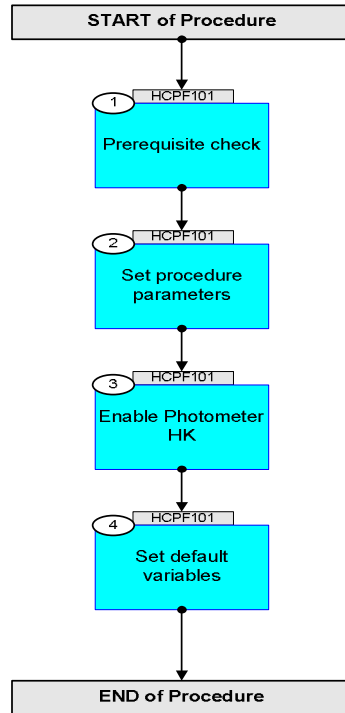 START of Procedure
HCPF101
1
Prerequisite check
HCPF101
2
Set procedure
parameters
HCPF101
3
Enable Photometer
HK
HCPF101
4
Set default
variables
END of Procedure